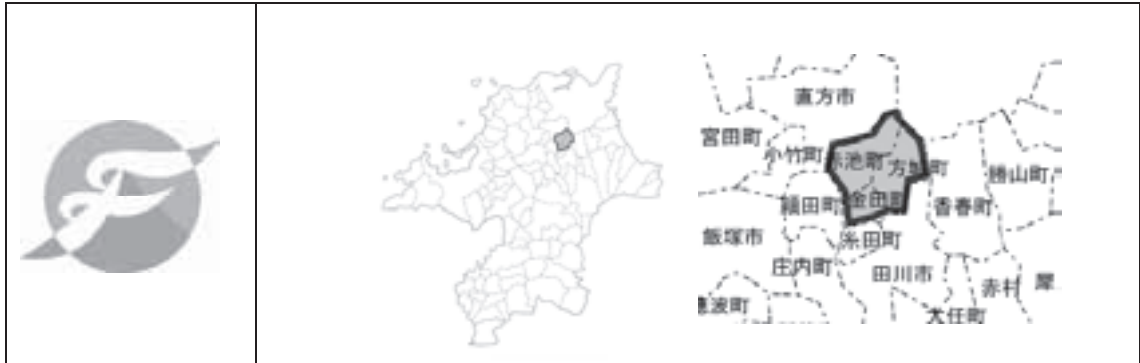 直方市
宮田町
小竹町
赤池町
方城町
勝山町
頴田町
金田町
香春町
飯塚市
糸田町
庄内町
田川市
赤村
犀
穂波町
大任町